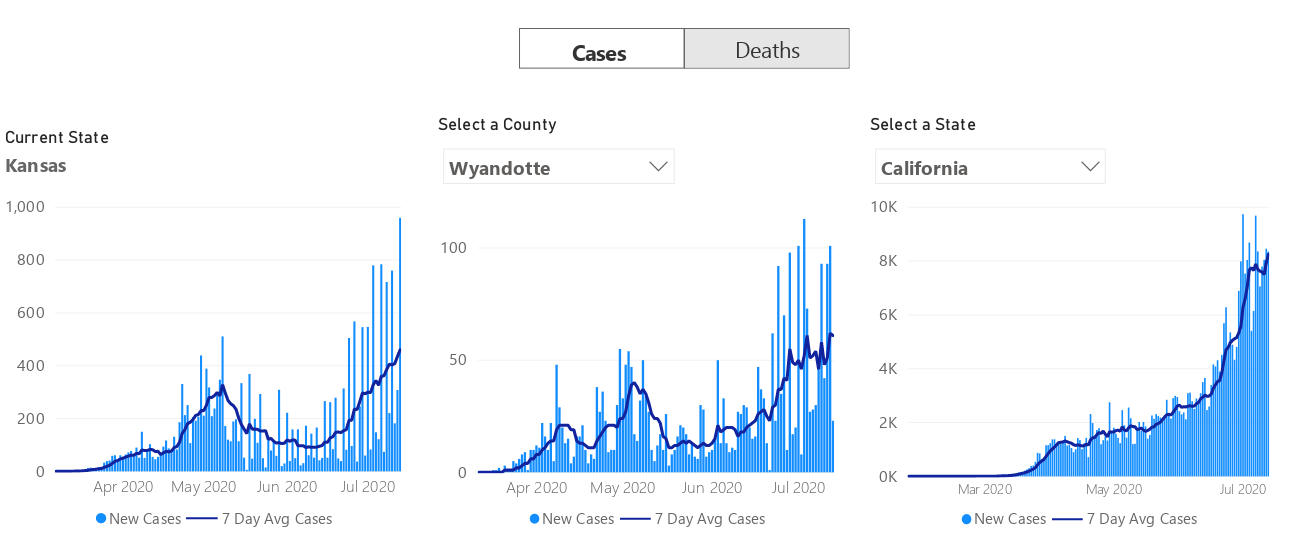 Cases Deaths
Current State
Kansas
1,000
800
600
400
200
0
Apr 2020 May 2020 Jun 2020 Jul 2020
New Cases 7 Day Avg Cases
Select a County
Wyandotte
100
50
0
Apr 2020 May 2020 Jun 2020 Jul 2020
New Cases 7 Day Avg Cases
Select a State
California
10K
8K
6K
4K
2K
0K
Mar 2020 May 2020 Jul 2020
New Cases 7 Day Avg Cases